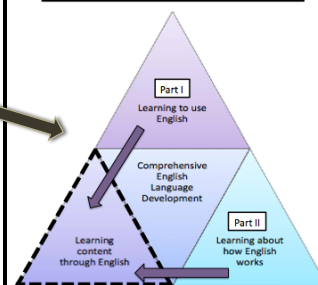 Part I
Learning to use
English
Comprehensive
English
Language
Development
Part II
Learning about
how English
works
Learning
content
through English